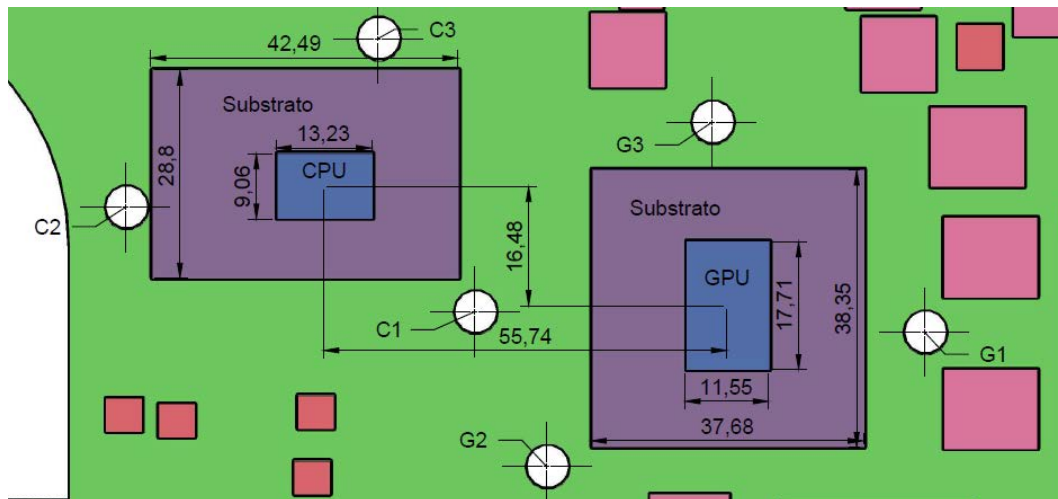 C3
42,49
Substrato
13,23
G3
CPU
28,8
9,06
Substrato
C2
16,48
GPU
17,71
38,35
C1
55,74
G1
11,55
37,68
G2